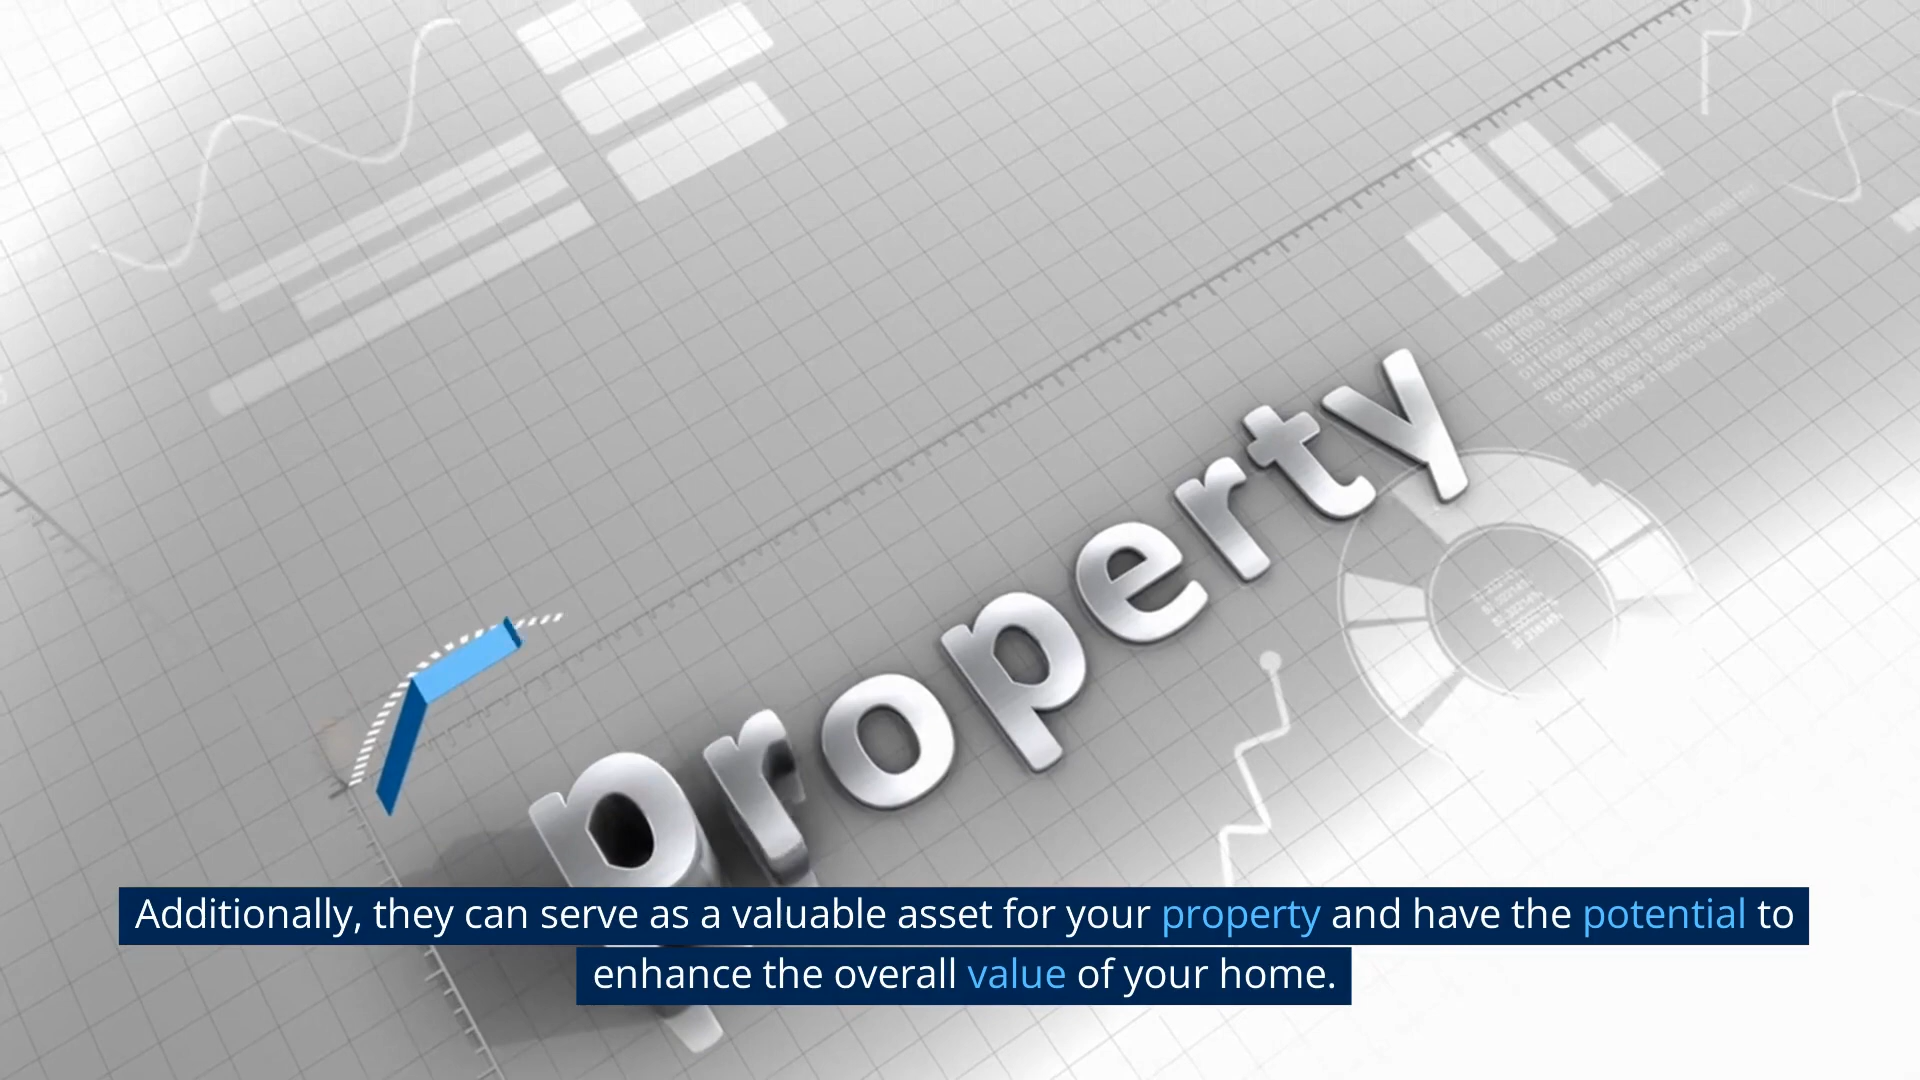 property
Additionally, they can serve as a valuable asset for your property and have the potential to
enhance the overall value of your home.